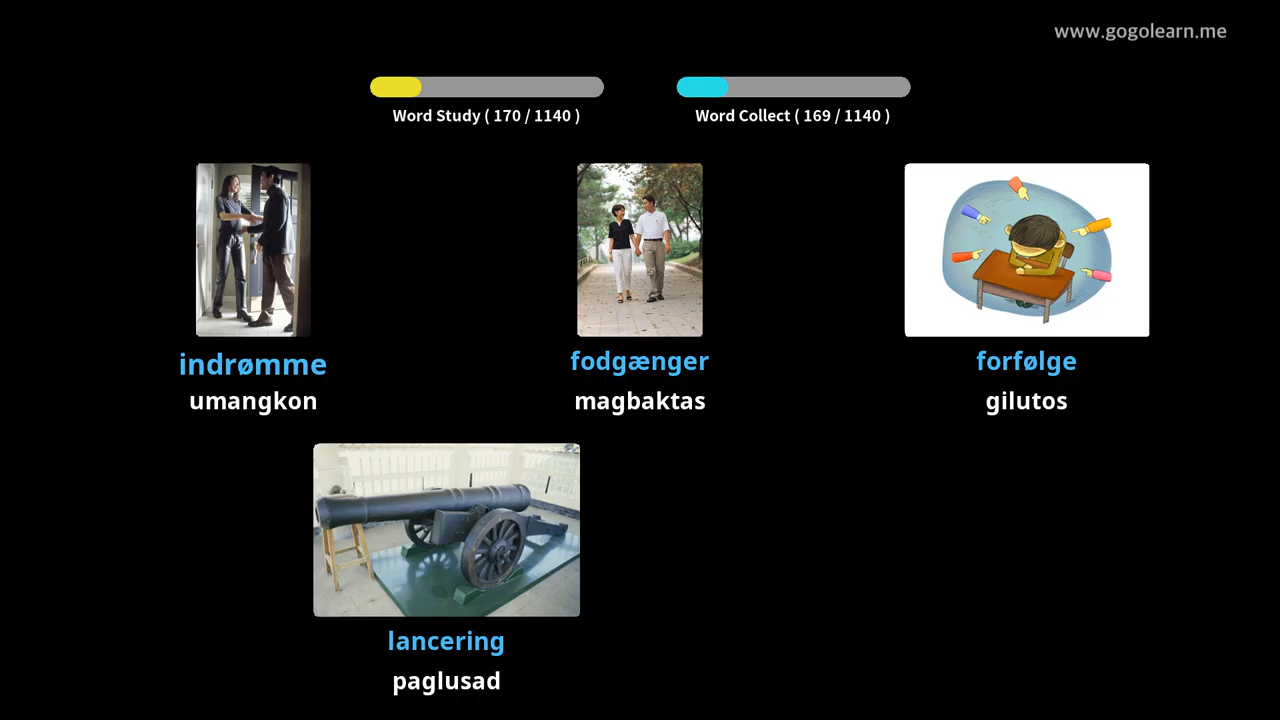 www.gogolearn.me
Word Study ( 170 / 1140 )
Word Collect ( 169 / 1140 )
indrømme
umangkon
fodgænger
magbaktas
forfølge
gilutos
lancering
paglusad